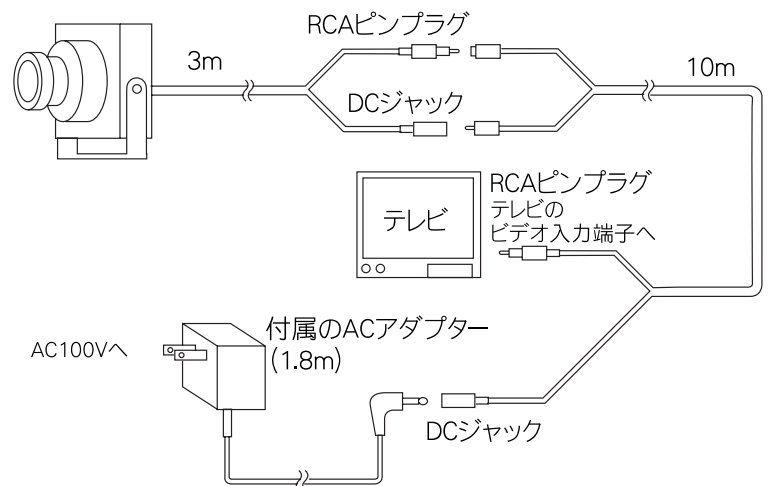 RCAピンプラグ
3m
10m
DCジャック
RCAピンプラグ
テレビの
ビデオ入力端子へ
テレビ
付属のACアダプター
(1.8m)
AC100Vへ
DCジャック